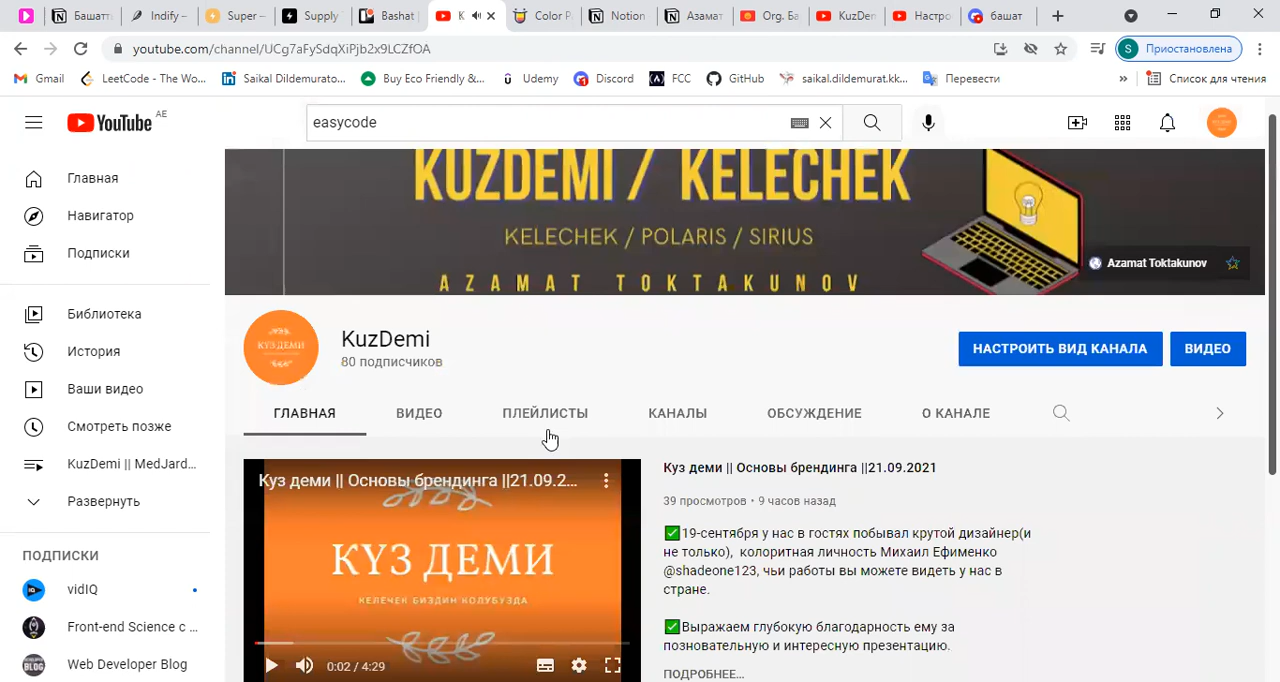 Башатт
Indify –
Super –
Supply
Bashat
K
Color P
Notion
Азамат
Org. Ба
KuzDem
Настро
башат
youtube.com/channel/UCg7aFySdqXiPjb2x9LCZfOA
S Приостановлена
Gmail
LeetCode - The Wo...
Saikal Dildemurato...
Buy Eco Friendly &...
Udemy
Discord
FCC
GitHub
saikal.dildemurat.kk...
Перевести
»
Список для чтения
YouTube AE
easycode
Главная
Навигатор
Подписки
Библиотека
История
Ваши видео
Смотреть позже
KuzDemi || MedJard...
Развернуть
ПОДПИСКИ
vidIQ
Front-end Science с ...
Web Developer Blog
KUZDEMI / KELECHEK
KELECHEK / POLARIS / SIRIUS
AZAMAT TOKTAKUNOV
Azamat Toktakunov
КҮЗ ДЕМИ
KuzDemi
80 подписчиков
НАСТРОИТЬ ВИД КАНАЛА
ВИДЕО
ГЛАВНАЯ
ВИДЕО
ПЛЕЙЛИСТЫ
КАНАЛЫ
ОБСУЖДЕНИЕ
О КАНАЛЕ
Куз деми || Основы брендинга ||21.09.2...
КҮЗ ДЕМИ
КЕЛЕЧЕК БИЗДИН КОЛУБУЗДА
0:02 / 4:29
Куз деми || Основы брендинга ||21.09.2021
39 просмотров • 9 часов назад
✅19-сентября у нас в гостях побывал крутой дизайнер(и
не только), колоритная личность Михаил Ефименко
@shadeone123, чьи работы вы можете видеть у нас в
стране.
✅Выражаем глубокую благодарность ему за
познавательную и интересную презентацию.
ПОДРОБНЕЕ...